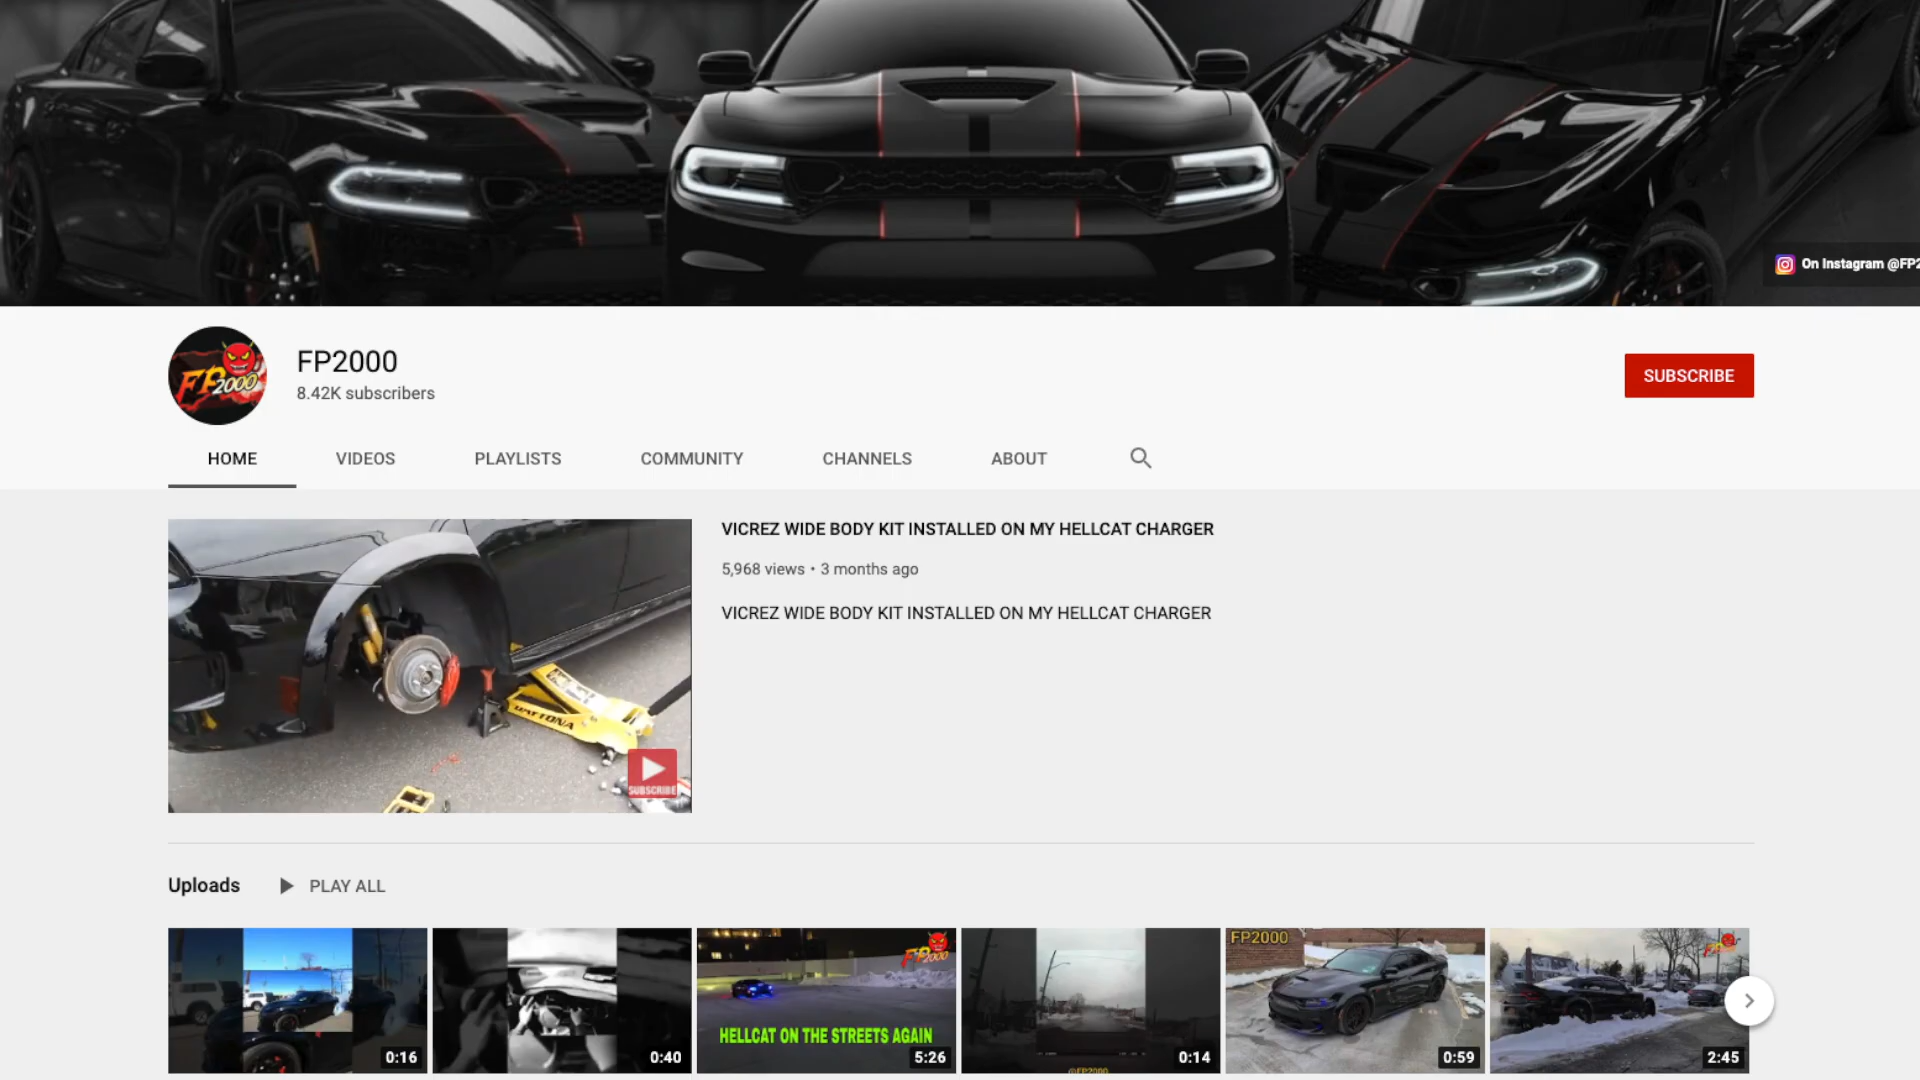 On Instagram @FP2
FP2000
FP2000
8.42K subscribers
SUBSCRIBE
HOME
VIDEOS
PLAYLISTS
COMMUNITY
CHANNELS
ABOUT
VICREZ WIDE BODY KIT INSTALLED ON MY HELLCAT CHARGER
5,968 views • 3 months ago
VICREZ WIDE BODY KIT INSTALLED ON MY HELLCAT CHARGER
DAYTONA
SUBSCRIBE
Uploads
PLAY ALL
0:16
0:40
FP2000
HELLCAT ON THE STREETS AGAIN
5:26
@FP2000
0:14
FP2000
0:59
2:45